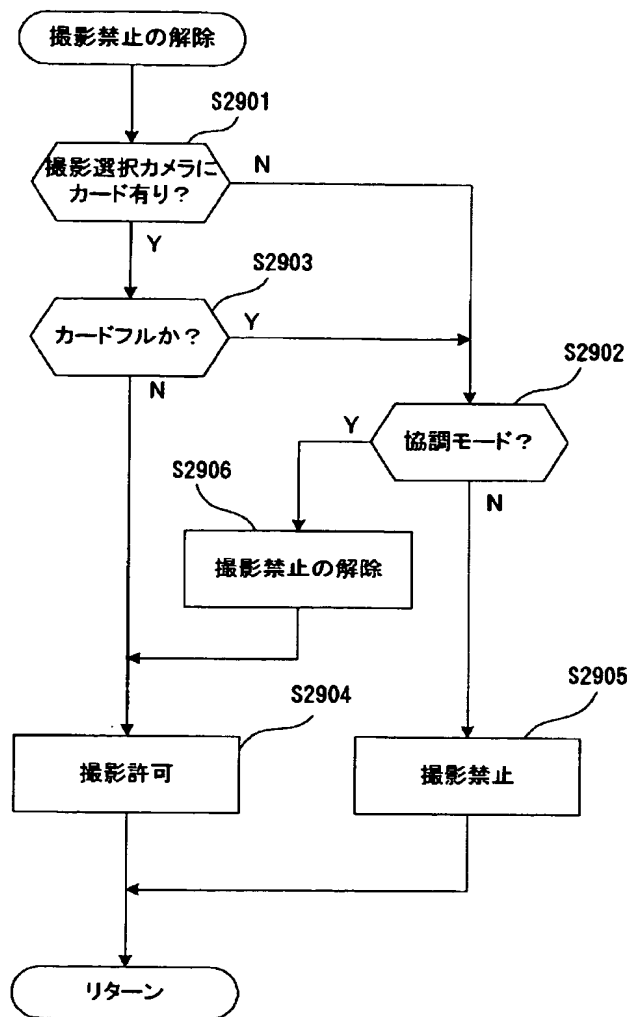 撮影禁止の解除
S2901
撮影選択カメラに
カード有り?
N
Y
S2903
カードフルか?
Y
N
S2902
協調モード?
Y
N
S2906
撮影禁止の解除
S2904
撮影許可
S2905
撮影禁止
リターン